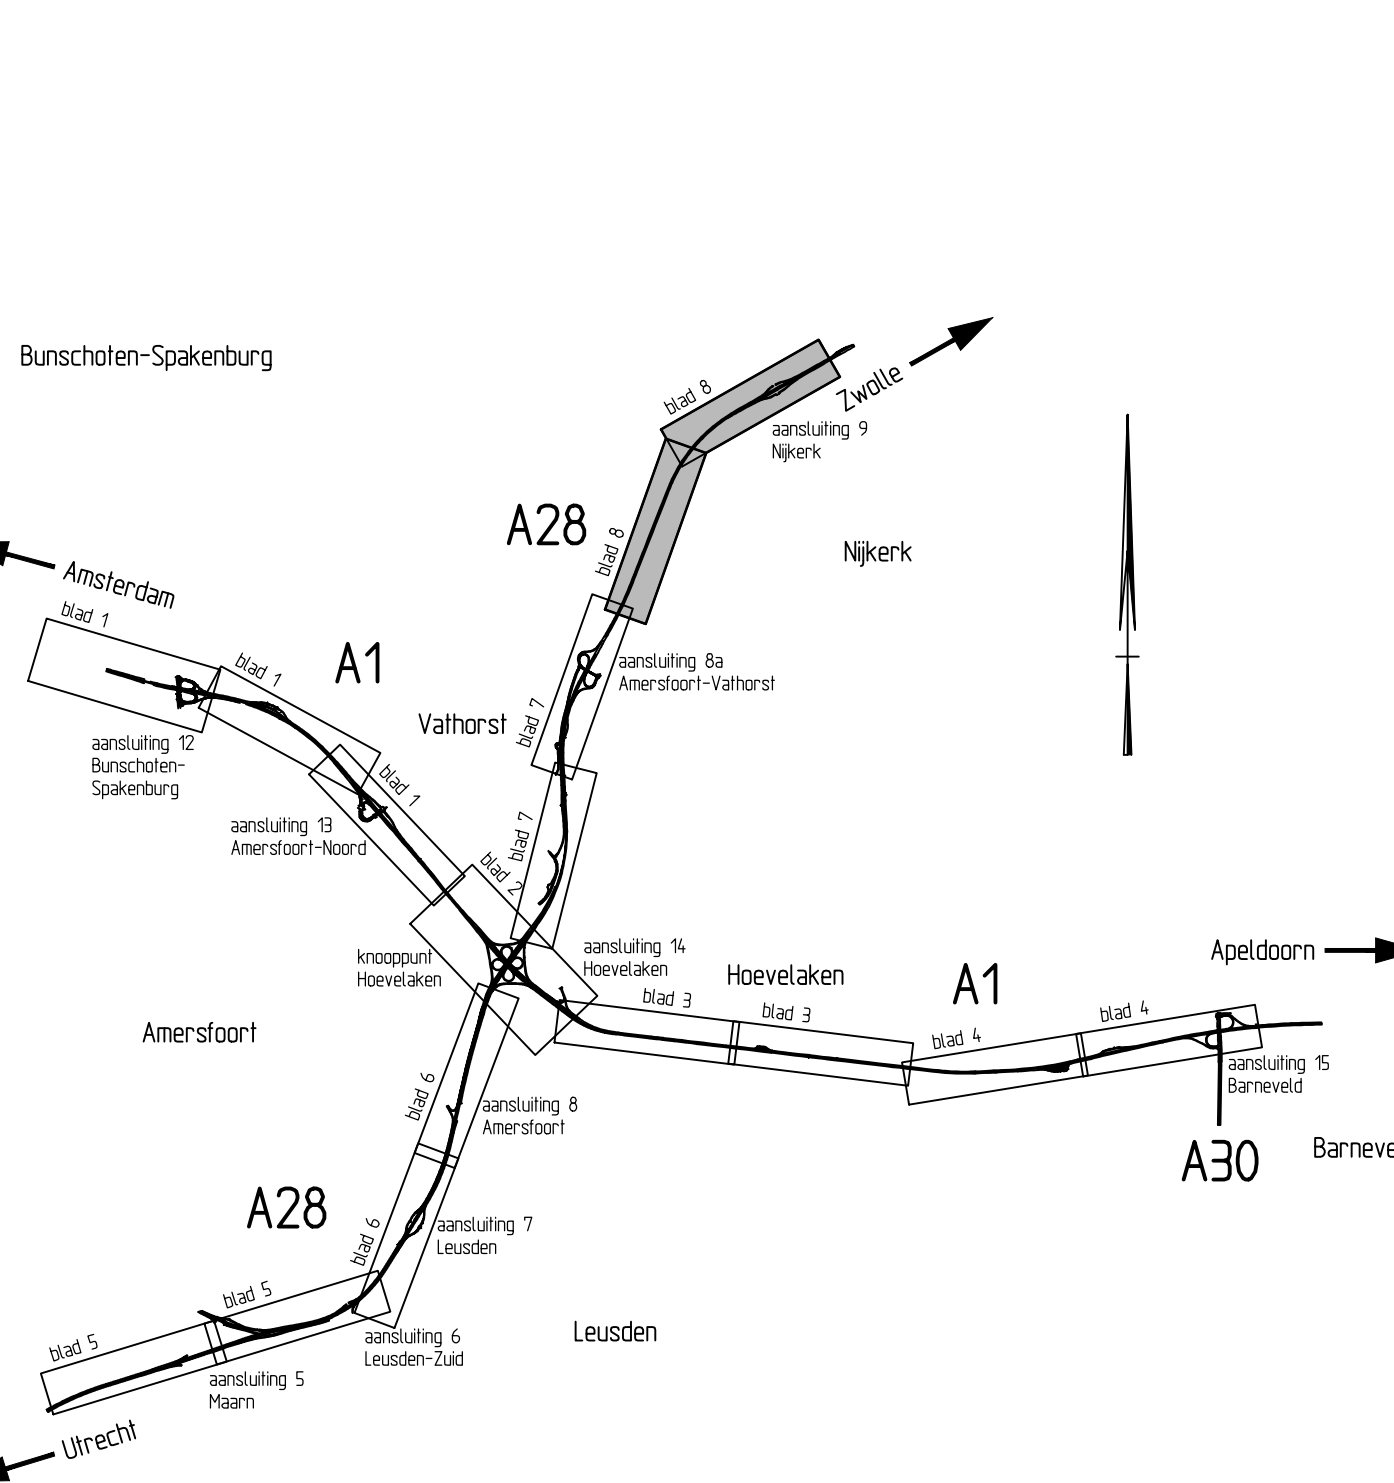 Bunschoten-Spakenburg
blad 8
Zwolle
aansluiting 9
Nijkerk
A28
blad 8
Nijkerk
Amsterdam
blad 1
blad 1
A1
aansluiting 8a
Amersfoort-Vathorst
Vathorst
blad 7
aansluiting 12
Bunschoten-
Spakenburg
blad 1
aansluiting 13
Amersfoort-Noord
blad 7
blad 2
knooppunt
Hoevelaken
aansluiting 14
Hoevelaken
Hoevelaken
A1
Apeldoorn
blad 3
blad 3
blad 4
blad 4
Amersfoort
aansluiting 15
Barneveld
blad 6
aansluiting 8
Amersfoort
A30
Barneve
A28
blad 6
aansluiting 7
Leusden
blad 5
blad 5
aansluiting 6
Leusden-Zuid
Leusden
aansluiting 5
Maarn
Utrecht